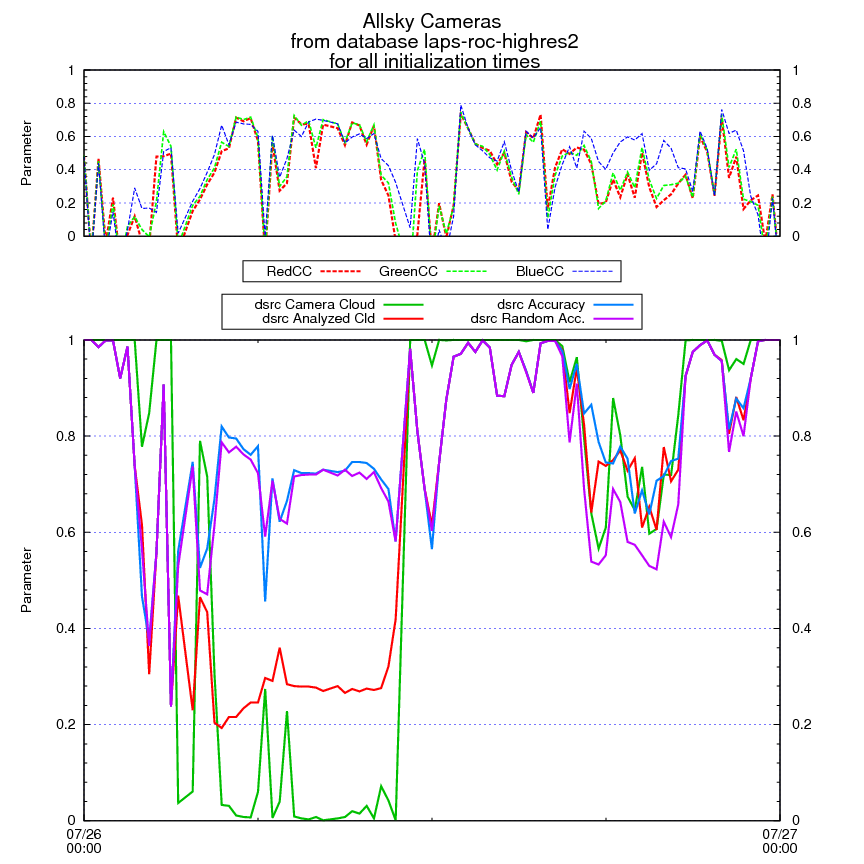 Allsky Cameras
from database laps-roc-highres2
for all initialization times
1 1
0.8 0.8
0.6 0.6
0.4 0.4
0.2 0.2
0 0
Parameter
RedCC GreenCC BlueCC
dsrc Camera Cloud dsrc Accuracy
dsrc Analyzed Cld dsrc Random Acc.
1 1
0.8 0.8
0.6 0.6
0.4 0.4
0.2 0.2
0 0
Parameter
07/26 07/27
00:00 00:00